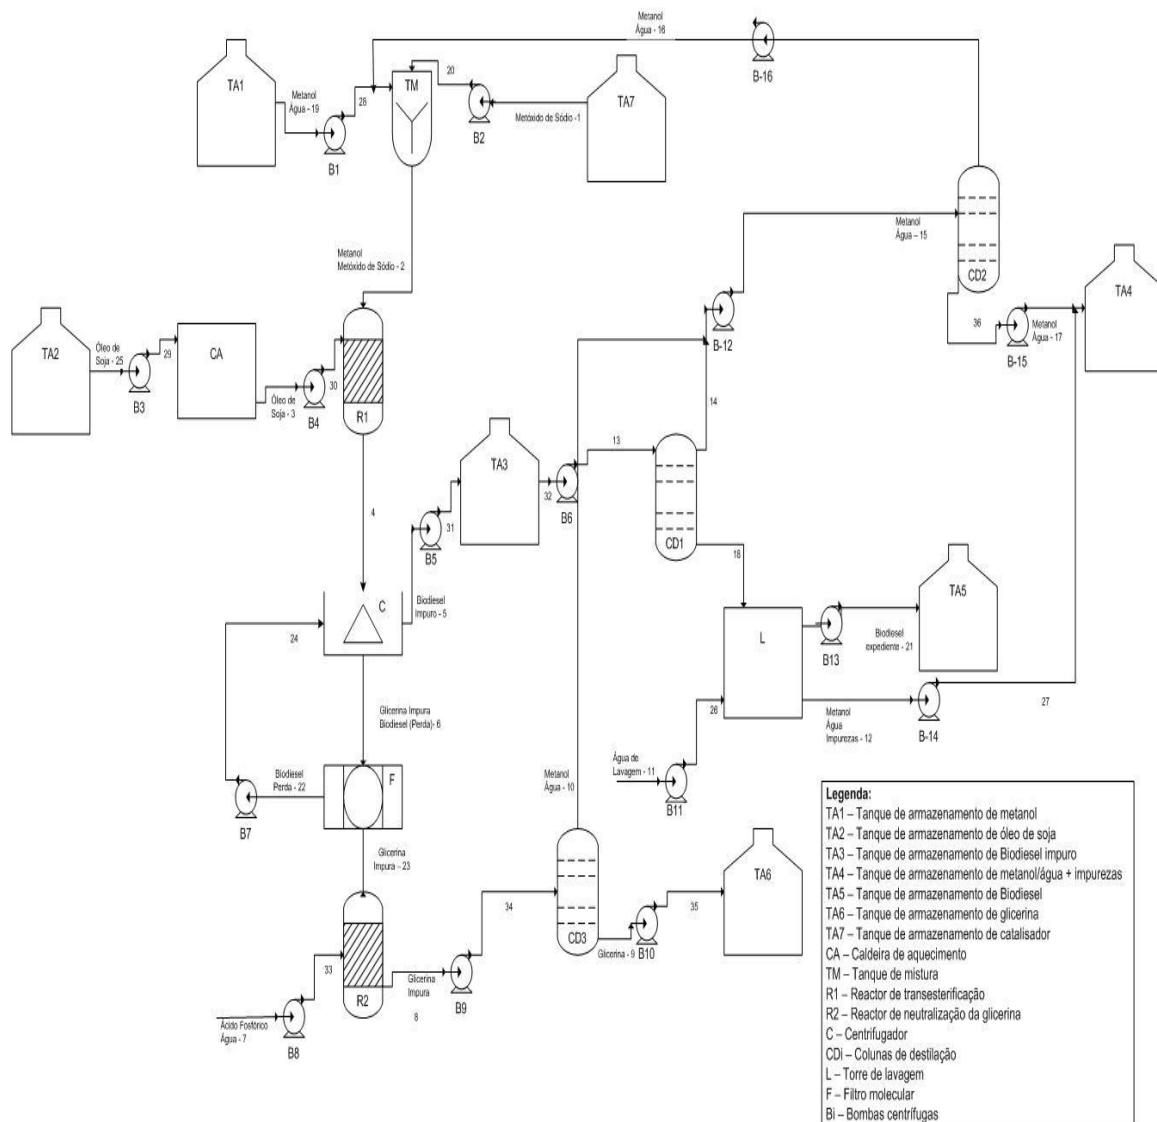 Metanol
Água - 16
B-16
TA1
Metanol
Água - 19
28
B1
TM
20
B2
Metóxido de Sódio -1
TA7
Metanol
Água – 15
CD2
36
B-15
Metanol
Água - 17
TA4
B-12
Metanol
Metóxido de Sódio - 2
TA2
Óleo de
Soja - 25
29
B3
CA
Óleo de
Soja - 3
B4
30
R1
14
13
TA3
32
B6
31
B5
CD1
18
4
C
Biodiesel
Impuro - 5
24
L
B13
TA5
Biodiesel
expediente - 21
Glicerina Impura
Biodiesel (Perda)- 6
26
Metanol
Água
Impurezas - 12
B-14
27
Água de
Lavagem - 11
B11
Biodiesel
Perda - 22
F
B7
Metanol
Água - 10
Glicerina
Impura – 23
34
CD3
Glicerina - 9
B10
35
TA6
33
R2
Glicerina
Impura
8
B9
Ácido Fosfórico
Água - 7
B8
Legenda:
TA1 – Tanque de armazenamento de metanol
TA2 – Tanque de armazenamento de óleo de soja
TA3 – Tanque de armazenamento de Biodiesel impuro
TA4 – Tanque de armazenamento de metanol/água + impurezas
TA5 – Tanque de armazenamento de Biodiesel
TA6 – Tanque de armazenamento de glicerina
TA7 – Tanque de armazenamento de catalisador
CA – Caldeira de aquecimento
TM – Tanque de mistura
R1 – Reactor de transesterificação
R2 – Reactor de neutralização da glicerina
C – Centrifugador
CDi – Colunas de destilação
L – Torre de lavagem
F – Filtro molecular
Bi – Bombas centrífugas